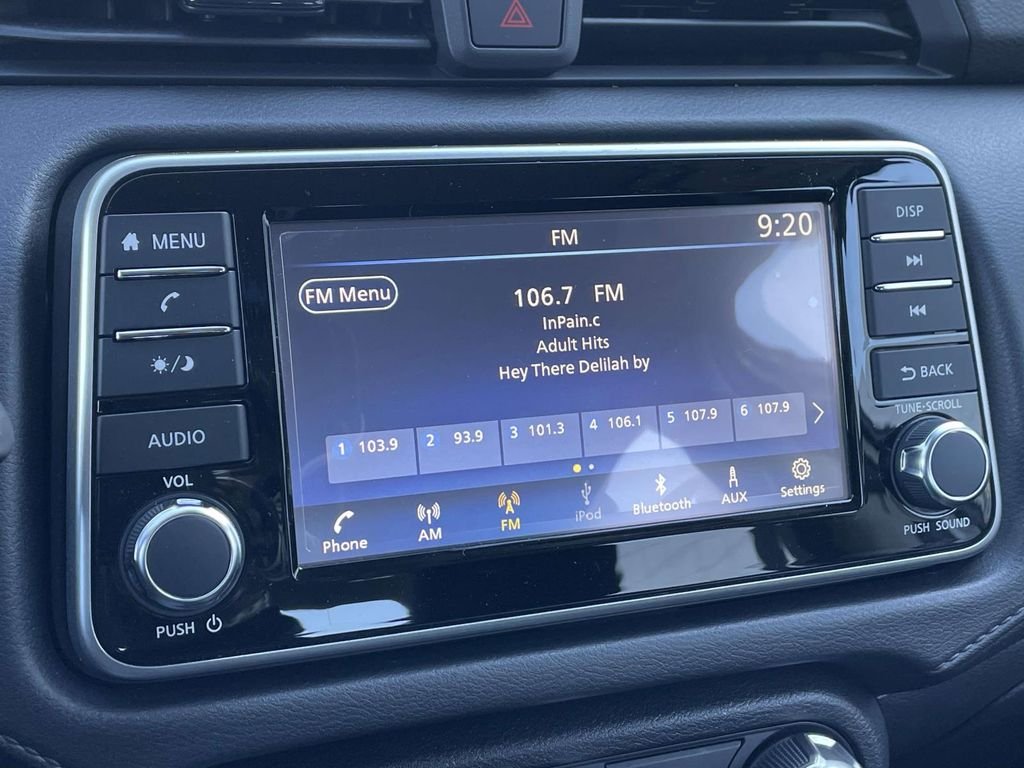 MENU
AUDIO
VOL
PUSH
FM
9:20
FM Menu
106.7 FM
InPain.c
Adult Hits
Hey There Delilah by
1 103.9
2 93.9
3 101.3
4 106.1
5 107.9
6 107.9
Phone
AM
FM
iPod
Bluetooth
AUX
Settings
DISP
BACK
TUNE·SCROLL
PUSH SOUND